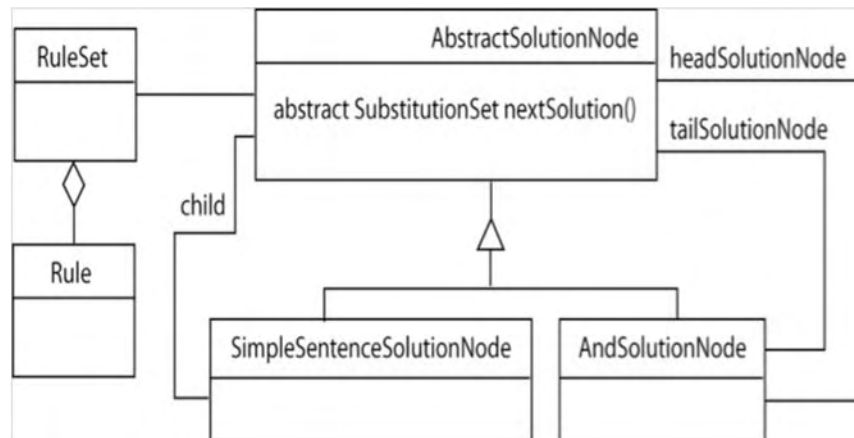 AbstractSolutionNode
RuleSet
headSolutionNode
abstract SubstitutionSet nextSolution()
tailSolutionNode
child
Rule
SimpleSentenceSolutionNode
AndSolutionNode